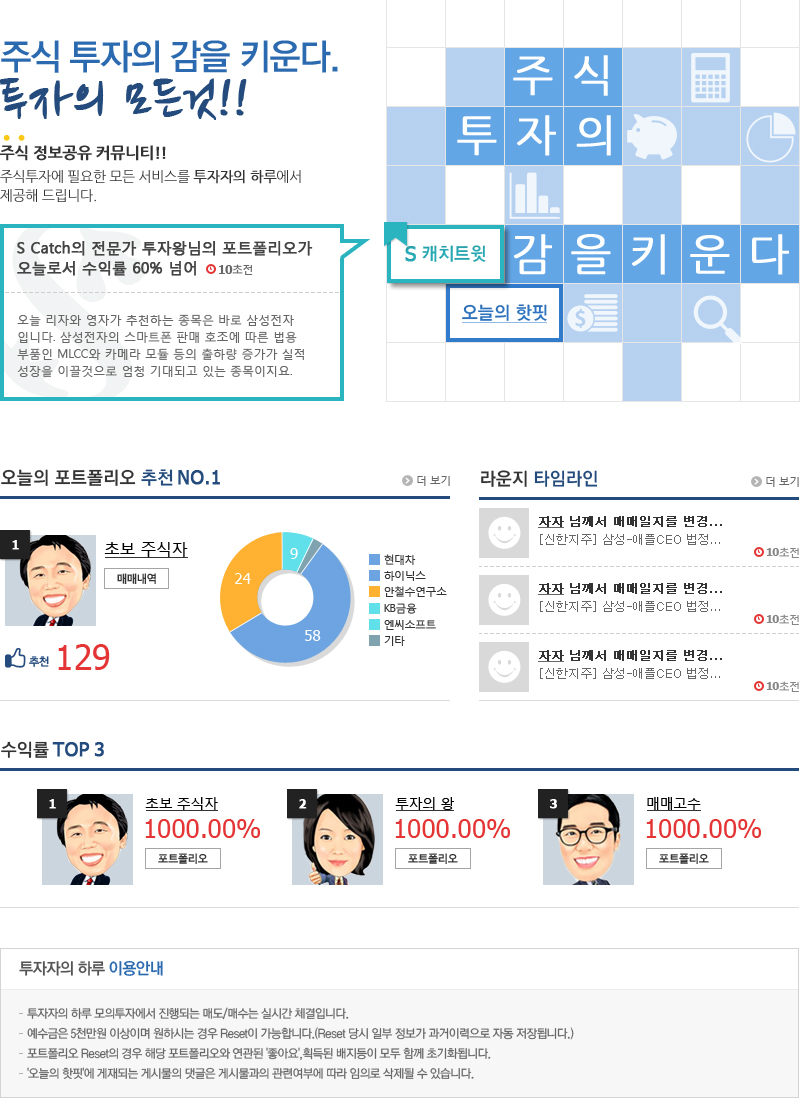 주식 투자의 감을 키운다.
투자의 모든것!!
주식 정보공유 커뮤니티!!
주식투자에 필요한 모든 서비스를 투자자의 하루에서
제공해 드립니다.
주식
투자의
감을키운다
S 캐치트윗
오늘의 핫핏
S Catch의 전문가 투자왕님의 포트폴리오가
오늘로서 수익률 60% 넘어 10초전
오늘 리자와 영자가 추천하는 종목은 바로 삼성전자
입니다. 삼성전자의 스마트폰 판매 호조에 따른 법용
부품인 MLCC와 카메라 모듈 등의 출하량 증가가 실적
성장을 이끌것으로 엄청 기대되고 있는 종목이지요.
오늘의 포트폴리오 추천 NO.1
더 보기
1
초보 주식자
매매내역
추천 129
9
24
58
현대차
하이닉스
안철수연구소
KB금융
엔씨소프트
기타
라운지 타임라인
더 보기
자자 님께서 매매일지를 변경...
[신한지주] 삼성-애플CEO 법정...
10초전
자자 님께서 매매일지를 변경...
[신한지주] 삼성-애플CEO 법정...
10초전
자자 님께서 매매일지를 변경...
[신한지주] 삼성-애플CEO 법정...
10초전
수익률 TOP 3
1
초보 주식자
1000.00%
포트폴리오
2
투자의 왕
1000.00%
포트폴리오
3
매매고수
1000.00%
포트폴리오
투자자의 하루 이용안내
- 투자자의 하루 모의투자에서 진행되는 매도/매수는 실시간 체결입니다.
- 예수금은 5천만원 이상이며 원하시는 경우 Reset이 가능합니다.(Reset 당시 일부 정보가 과거이력으로 자동 저장됩니다.)
- 포트폴리오 Reset의 경우 해당 포트폴리오와 연관된 '좋아요',획득된 배지등이 모두 함께 초기화됩니다.
- '오늘의 핫핏'에 게재되는 게시물의 댓글은 게시물과의 관련여부에 따라 임의로 삭제될 수 있습니다.